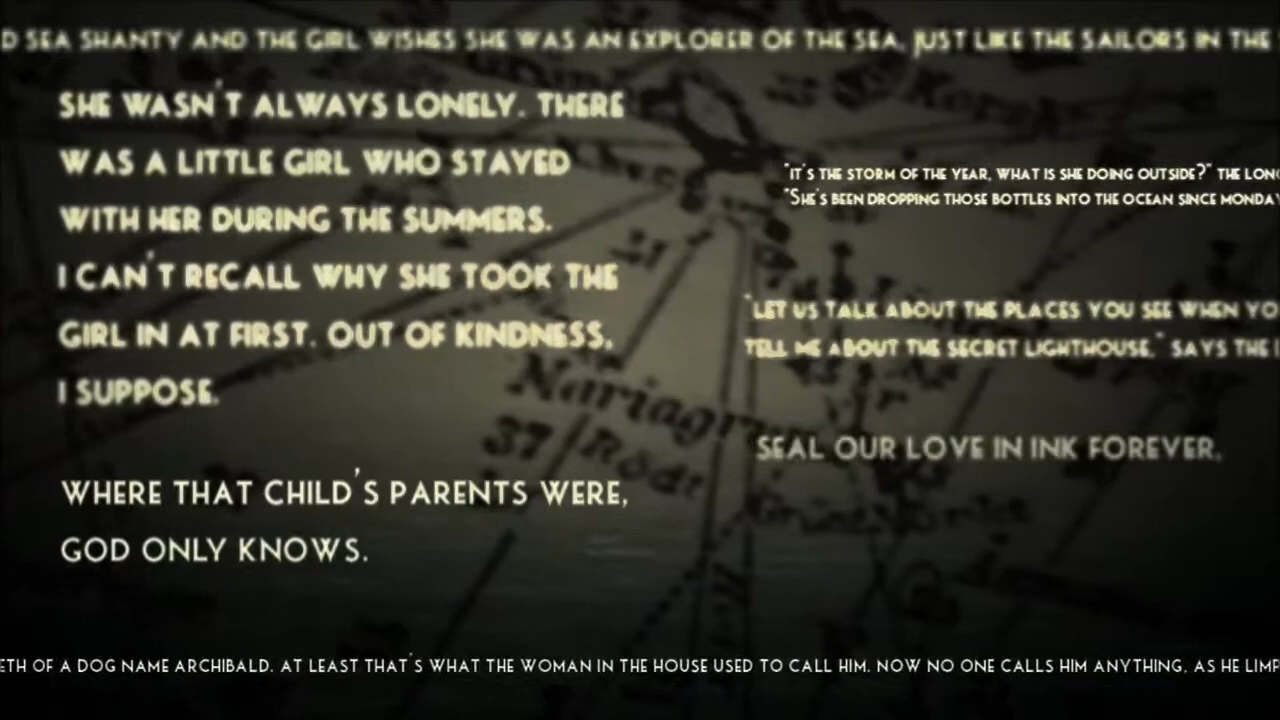 D SEA SHANTY AND THE GIRL WISHES SHE WAS AN EXPLORER OF THE SEA, JUST LIKE THE SAILORS IN THE
SHE WASN'T ALWAYS LONELY. THERE
WAS A LITTLE GIRL WHO STAYED
WITH HER DURING THE SUMMERS.
I CAN'T RECALL WHY SHE TOOK THE
GIRL IN AT FIRST. OUT OF KINDNESS,
I SUPPOSE.
WHERE THAT CHILD'S PARENTS WERE,
GOD ONLY KNOWS.
"IT'S THE STORM OF THE YEAR, WHAT IS SHE DOING OUTSIDE?" THE LON
"SHE'S BEEN DROPPING THOSE BOTTLES INTO THE OCEAN SINCE MONDAY
"LET US TALK ABOUT THE PLACES YOU SEE WHEN YO
TELL ME ABOUT THE SECRET LIGHTHOUSE," SAYS THE
SEAL OUR LOVE IN INK FOREVER,
37
ETH OF A DOG NAME ARCHIBALD. AT LEAST THAT'S WHAT THE WOMAN IN THE HOUSE USED TO CALL HIM. NOW NO ONE CALLS HIM ANYTHING, AS HE LIMP